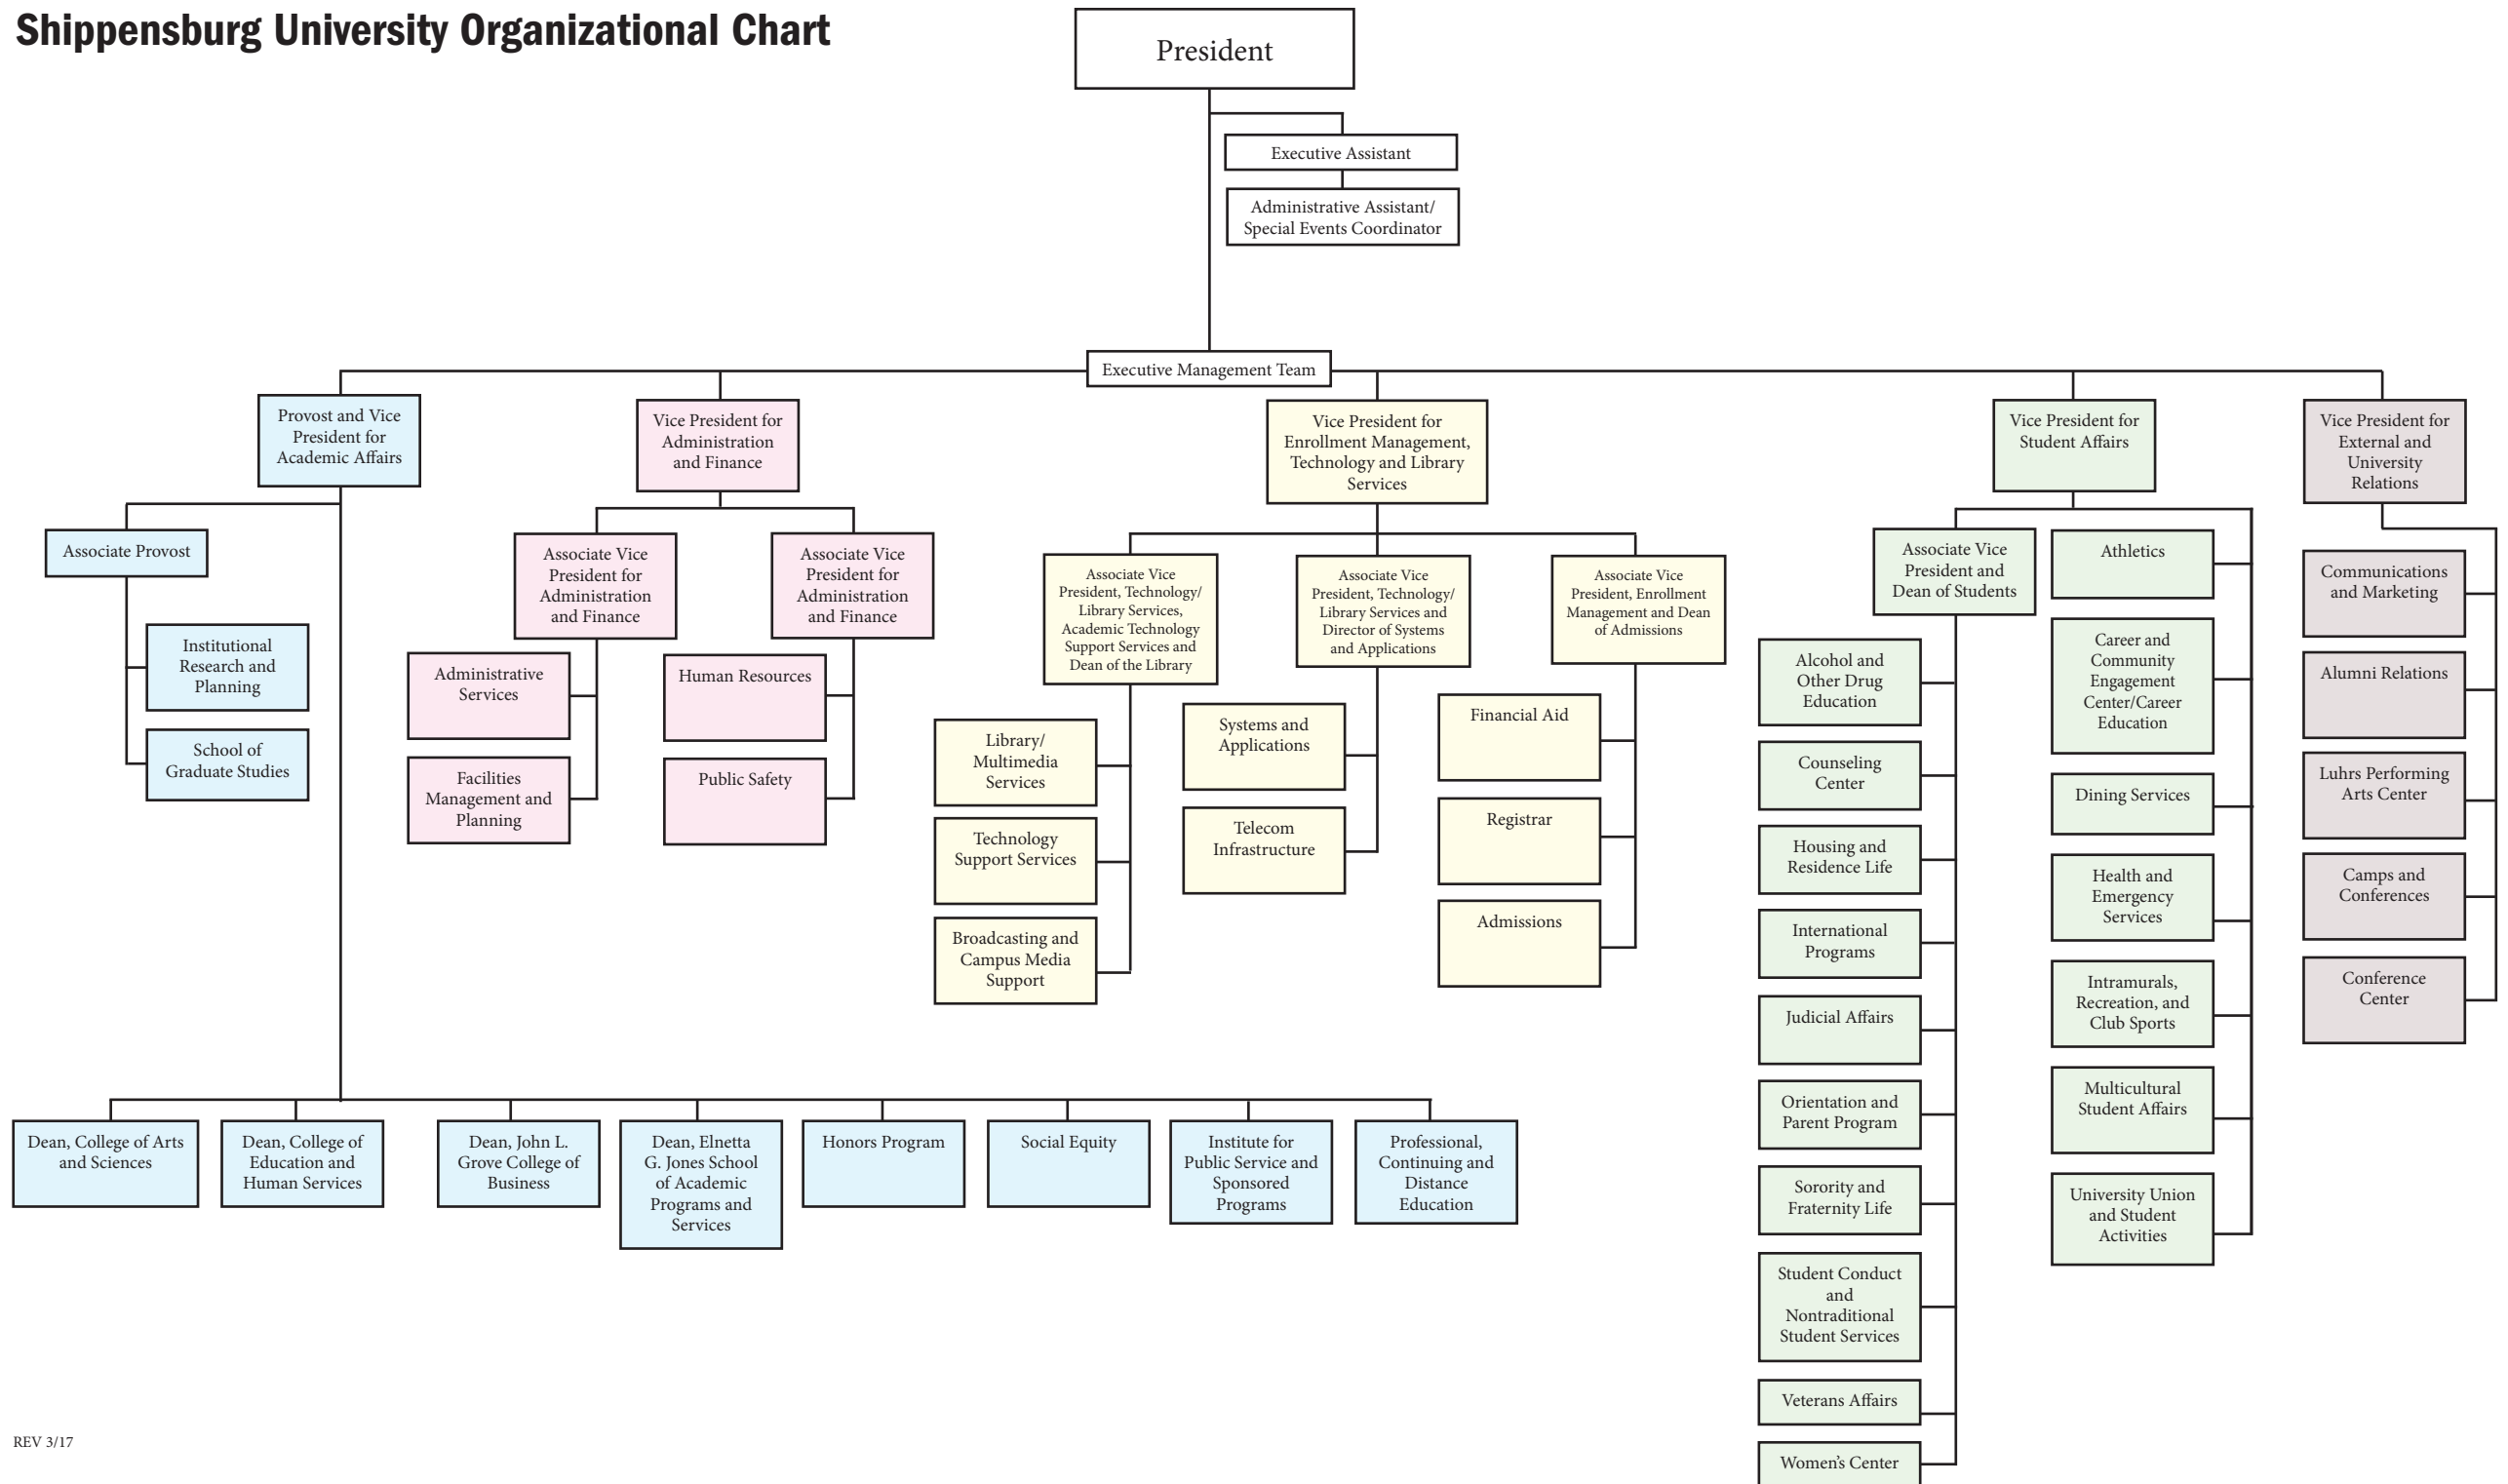 Shippensburg University Organizational Chart
President
Executive Assistant
Administrative Assistant/
Special Events Coordinator
Executive Management Team
Provost and Vice
President for
Academic Affairs
Associate Provost
Institutional
Research and
Planning
School of
Graduate Studies
Vice President for
Administration
and Finance
Associate Vice
President for
Administration
and Finance
Administrative
Services
Facilities
Management and
Planning
Associate Vice
President for
Administration
and Finance
Human Resources
Public Safety
Vice President for
Enrollment Management,
Technology and Library
Services
Associate Vice
President, Technology/
Library Services,
Academic Technology
Support Services and
Dean of the Library
Library/
Multimedia
Services
Technology
Support Services
Broadcasting and
Campus Media
Support
Associate Vice
President, Technology/
Library Services and
Director of Systems
and Applications
Systems and
Applications
Telecom
Infrastructure
Associate Vice
President, Enrollment
Management and Dean
of Admissions
Financial Aid
Registrar
Admissions
Vice President for
Student Affairs
Associate Vice
President and
Dean of Students
Alcohol and
Other Drug
Education
Counseling
Center
Housing and
Residence Life
International
Programs
Judicial Affairs
Orientation and
Parent Program
Sorority and
Fraternity Life
Student Conduct
and
Nontraditional
Student Services
Veterans Affairs
Women’s Center
Athletics
Career and
Community
Engagement
Center/Career
Education
Dining Services
Health and
Emergency
Services
Intramurals,
Recreation, and
Club Sports
Multicultural
Student Affairs
University Union
and Student
Activities
Vice President for
External and
University
Relations
Communications
and Marketing
Alumni Relations
Luhrs Performing
Arts Center
Camps and
Conferences
Conference
Center
Dean, College of Arts
and Sciences
Dean, College of
Education and
Human Services
Dean, John L.
Grove College of
Business
Dean, Elnetta
G. Jones School
of Academic
Programs and
Services
Honors Program
Social Equity
Institute for
Public Service and
Sponsored
Programs
Professional,
Continuing and
Distance
Education
REV 3/17